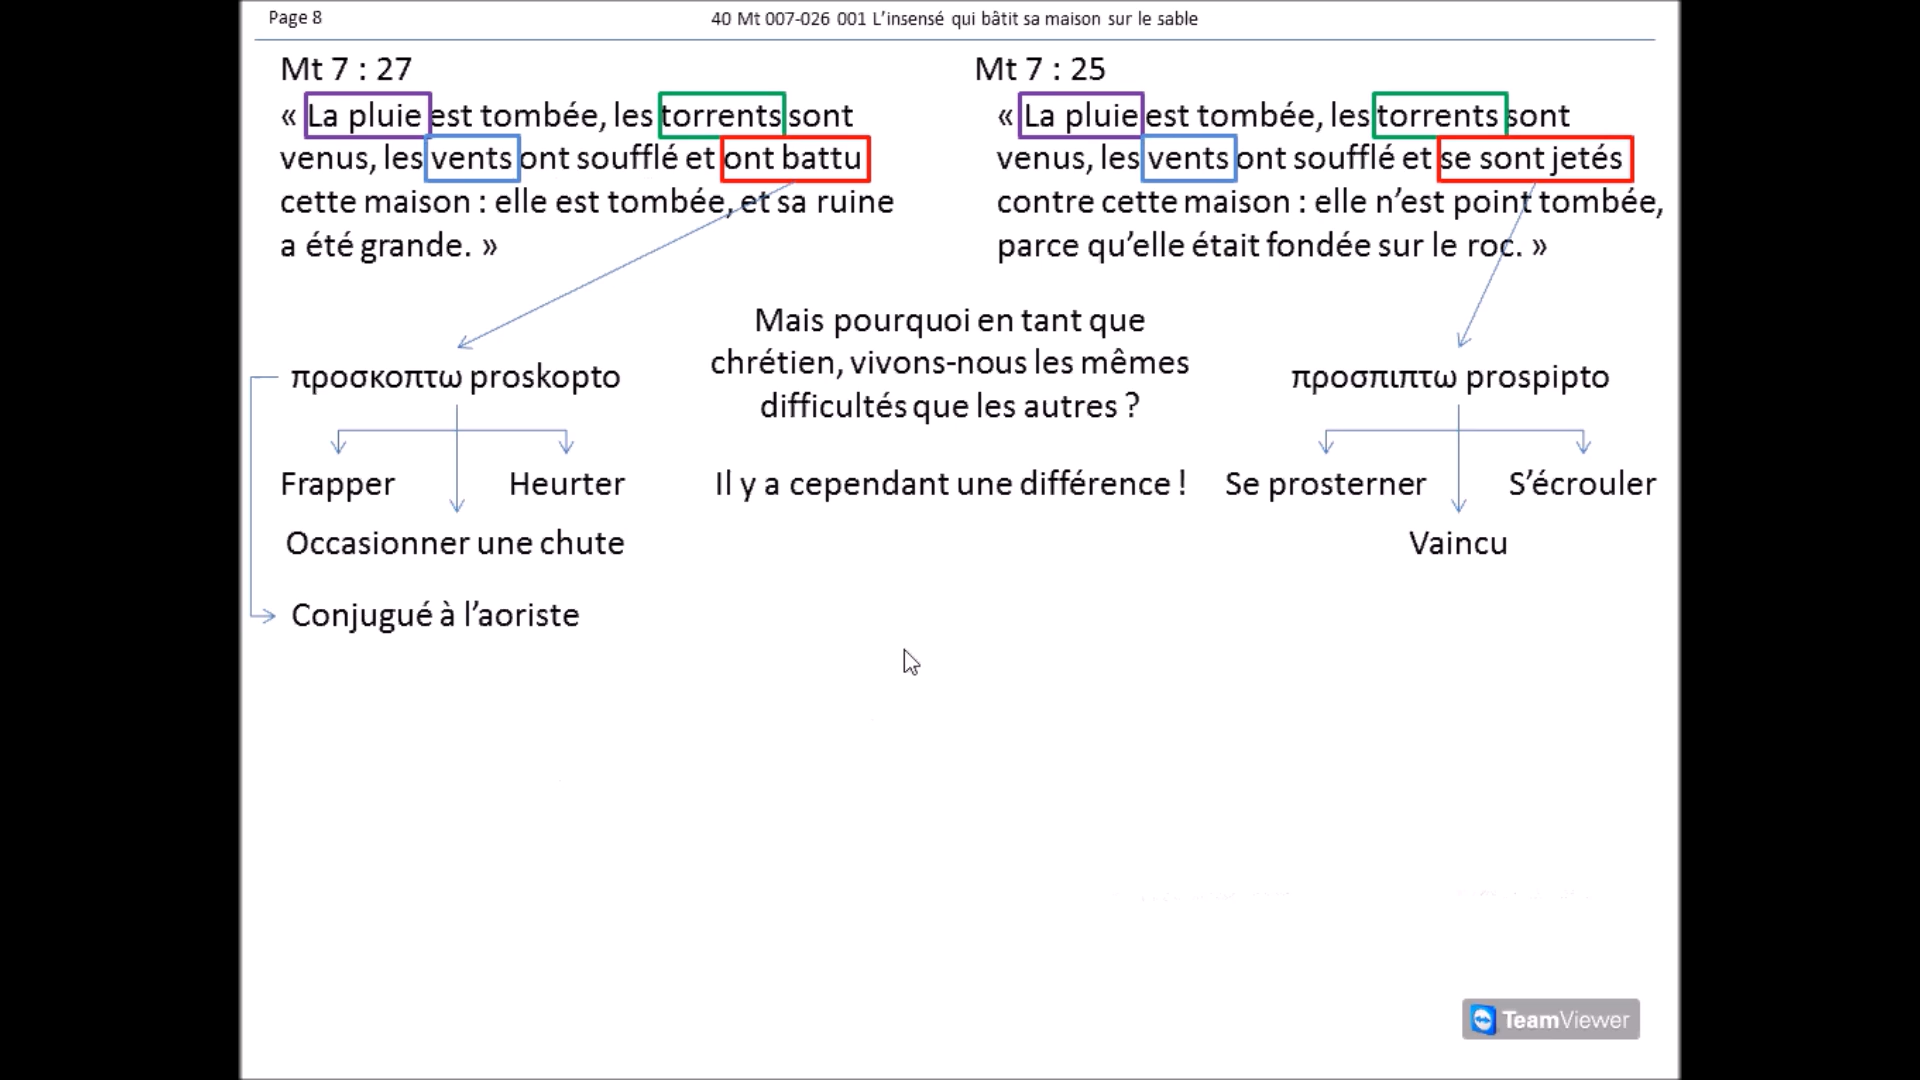 Page 8
40 Mt 007-026 001 L’insensé qui bâtit sa maison sur le sable
Mt 7 : 27
« La pluie est tombée, les torrents sont
venus, les vents ont soufflé et ont battu
cette maison : elle est tombée, et sa ruine
a été grande. »
Mt 7 : 25
« La pluie est tombée, les torrents sont
venus, les vents ont soufflé et se sont jetés
contre cette maison : elle n’est point tombée,
parce qu’elle était fondée sur le roc. »
Mais pourquoi en tant que
chrétien, vivons-nous les mêmes
difficultés que les autres ?
Il y a cependant une différence !
προσκοπτω proskopto
Frapper
Heurter
Occasionner une chute
Conjugué à l’aoriste
προσπιπτω prospipto
Se prosterner
S’écrouler
Vaincu
TeamViewer